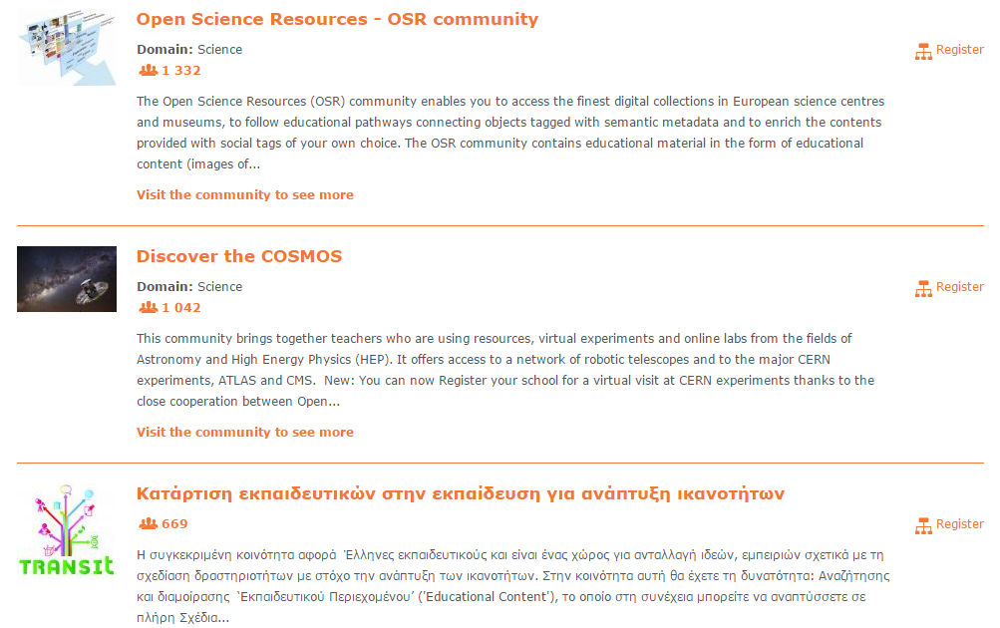 Open Science Resources - OSR community
Domain: Science
Register
1 332
The Open Science Resources (OSR) community enables you to access the finest digital collections in European science centres
and museums, to follow educational pathways connecting objects tagged with semantic metadata and to enrich the contents
provided with social tags of your own choice. The OSR community contains educational material in the form of educational
content (images of...
Visit the community to see more
Discover the COSMOS
Domain: Science
Register
1 042
This community brings together teachers who are using resources, virtual experiments and online labs from the fields of
Astronomy and High Energy Physics (HEP). It offers access to a network of robotic telescopes and to the major CERN
experiments, ATLAS and CMS.  New: You can now Register your school for a virtual visit at CERN experiments thanks to the
close cooperation between Open...
Visit the community to see more
Κατάρτιση εκπαιδευτικών στην εκπαίδευση για ανάπτυξη ικανοτήτων
669
Register
TRANSIt
Η συγκεκριμένη κοινότητα αφορά  Έλληνες εκπαιδευτικούς και είναι ένας χώρος για ανταλλαγή ιδεών, εμπειριών σχετικά με τη
σχεδίαση δραστηριοτήτων με στόχο την ανάπτυξη των ικανοτήτων. Στην κοινότητα αυτή θα έχετε τη δυνατότητα: Αναζήτησης
και διαμοίρασης  ‘Εκπαιδευτικού Περιεχομένου’ ('Educational Content'), το οποίο στη συνέχεια μπορείτε να αναπτύσσετε σε
πλήρη Σχέδια...